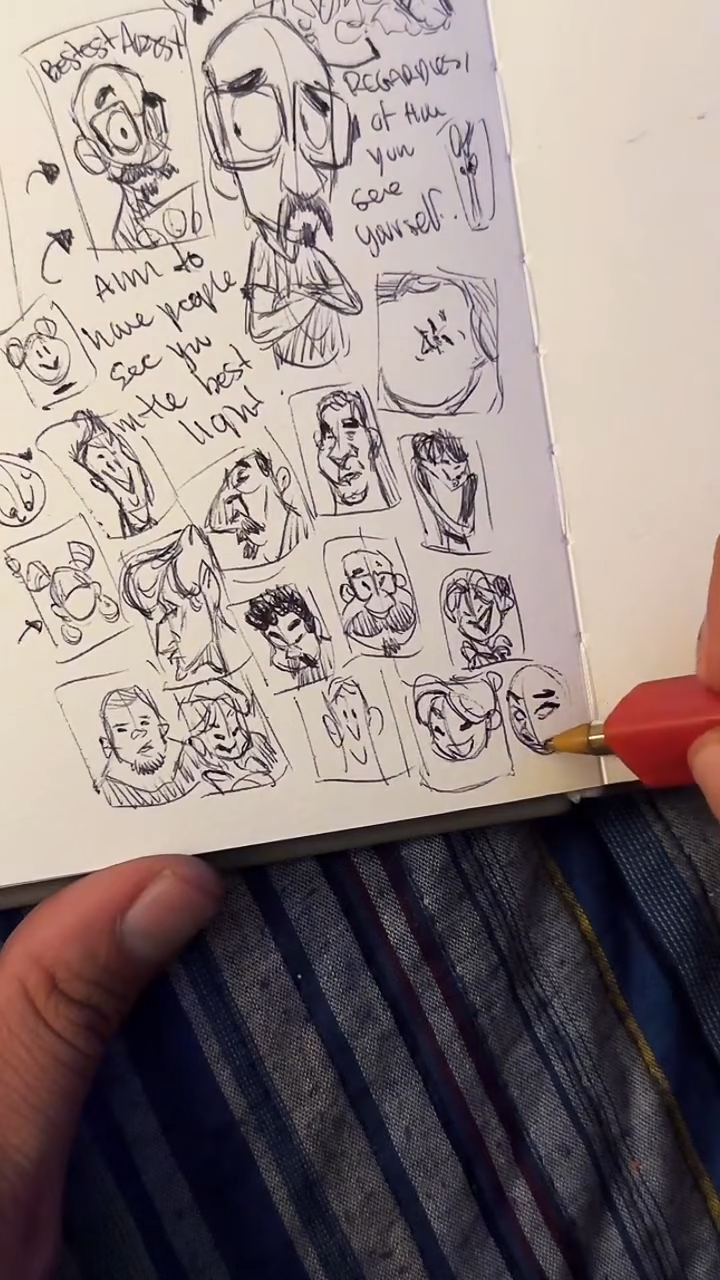 Bestest Artist
REGARDLESS
of How
you
see
yourself.
Aim to
have people
see you
in the best
light.